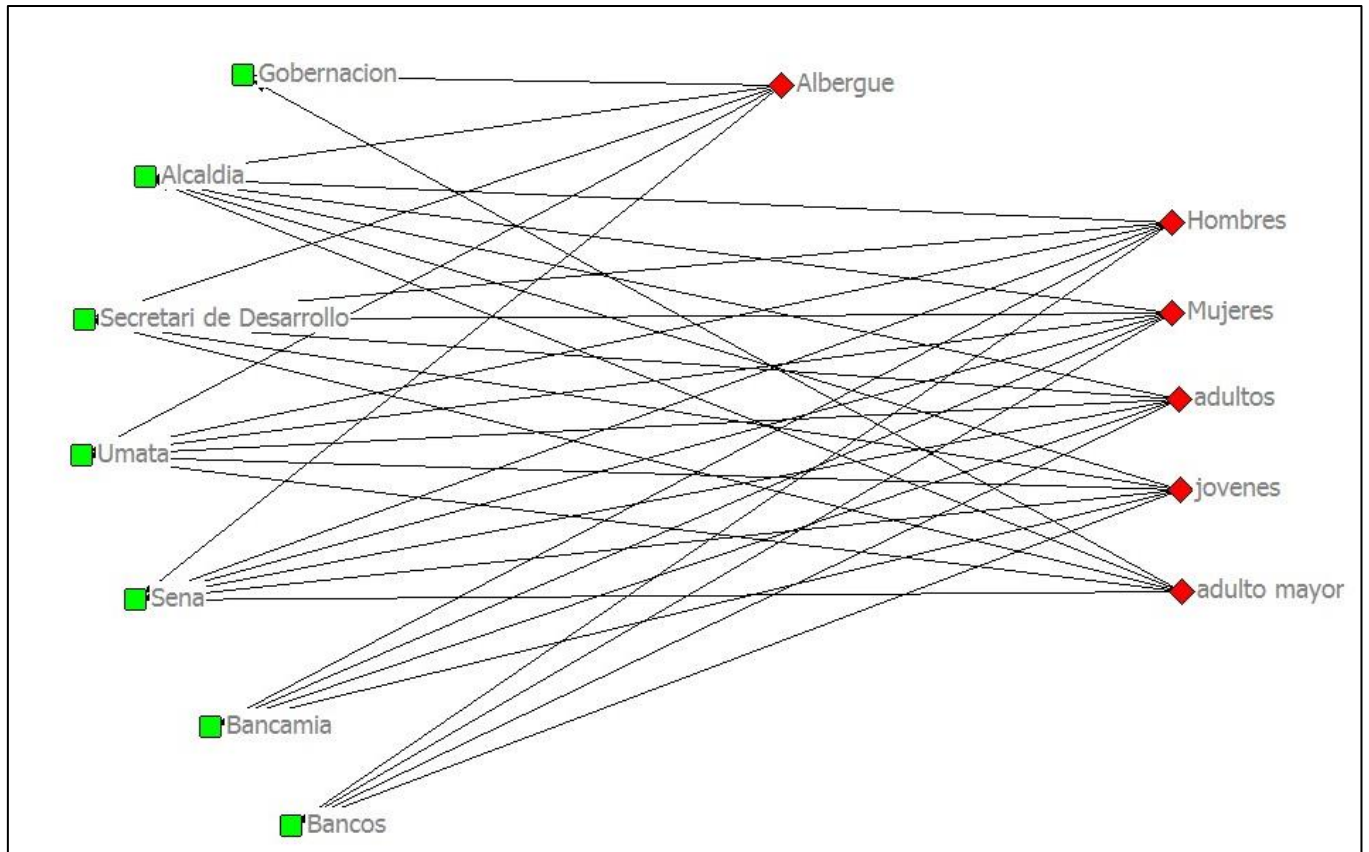 Gobernacion
Albergue
Alcaldia
Hombres
Mujeres
Secretari de Desarrollo
adultos
Umata
jovenes
Sena
adulto mayor
Bancamia
Bancos